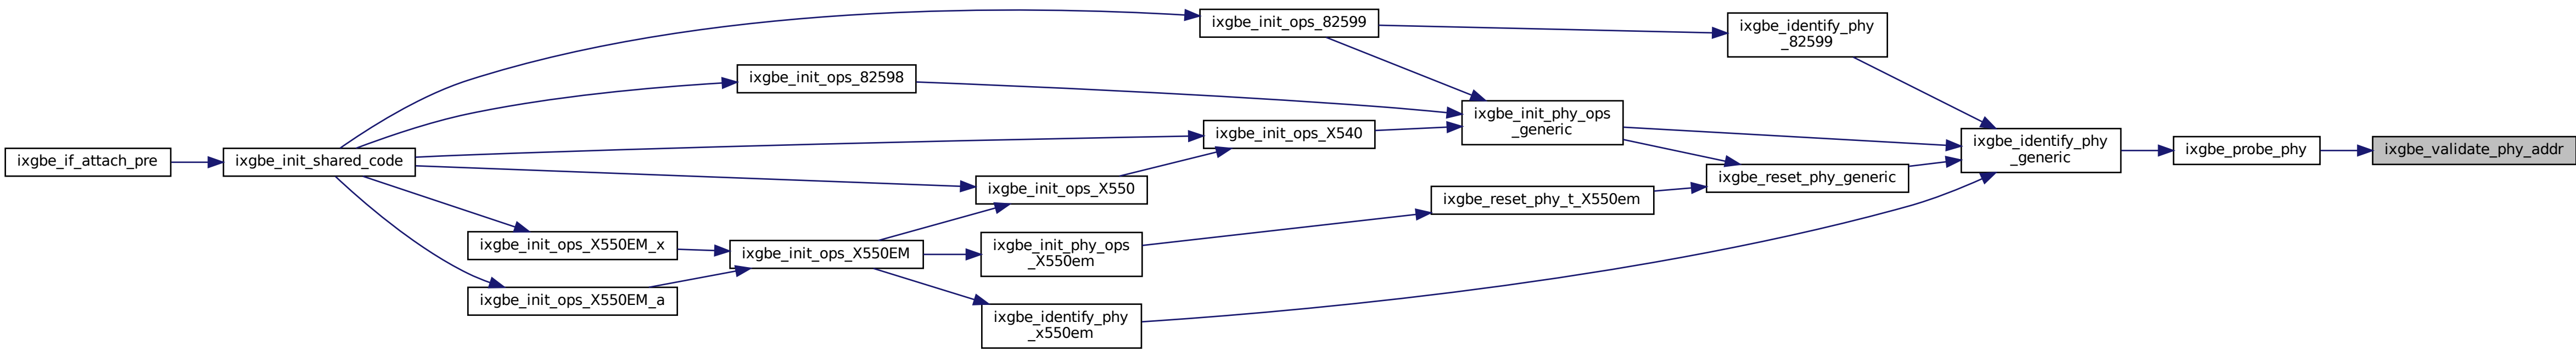 ixgbe_if_attach_pre
ixgbe_init_shared_code
ixgbe_init_ops_82599
ixgbe_init_ops_82598
ixgbe_init_ops_X540
ixgbe_init_ops_X550
ixgbe_init_ops_X550EM_x
ixgbe_init_ops_X550EM_a
ixgbe_init_ops_X550EM
ixgbe_init_phy_ops
_X550em
ixgbe_identify_phy
_x550em
ixgbe_identify_phy
_82599
ixgbe_init_phy_ops
_generic
ixgbe_reset_phy_t_X550em
ixgbe_reset_phy_generic
ixgbe_identify_phy
_generic
ixgbe_probe_phy
ixgbe_validate_phy_addr